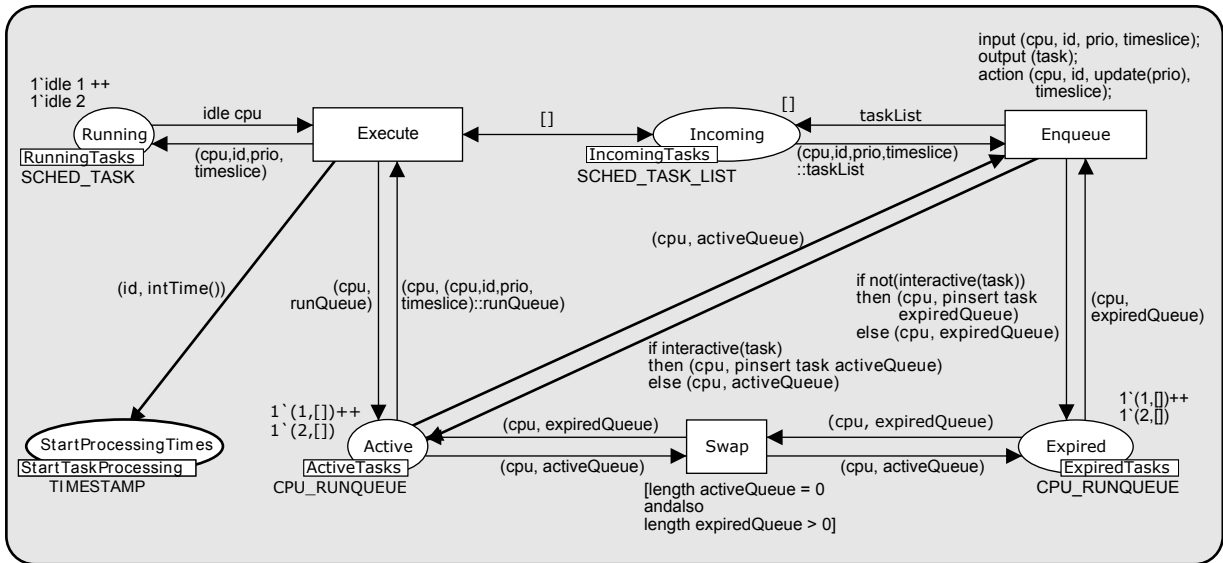 input (cpu, id, prio, timeslice);
output (task);
action (cpu, id, update(prio),
timeslice);
1`idle 1 ++
1`idle 2
idle cpu
Running
RunningTasks
SCHED_TASK
(cpu,id,prio,
timeslice)
Execute
[]
[]
Incoming
IncomingTasks
SCHED_TASK_LIST
taskList
(cpu,id,prio,timeslice)
::taskList
Enqueue
(cpu, activeQueue)
(id, intTime())
(cpu,
runQueue)
(cpu, (cpu,id,prio,
timeslice)::runQueue)
if not(interactive(task))
then (cpu, pinsert task
expiredQueue)
else (cpu, expiredQueue)
(cpu,
expiredQueue)
if interactive(task)
then (cpu, pinsert task activeQueue)
else (cpu, activeQueue)
StartProcessingTimes
StartTaskProcessing
TIMESTAMP
1`(1,[])++
1`(2,[])
Active
ActiveTasks
CPU_RUNQUEUE
(cpu, expiredQueue)
(cpu, activeQueue)
Swap
[length activeQueue = 0
andalso
length expiredQueue > 0]
(cpu, expiredQueue)
(cpu, activeQueue)
1`(1,[])++
1`(2,[])
Expired
ExpiredTasks
CPU_RUNQUEUE